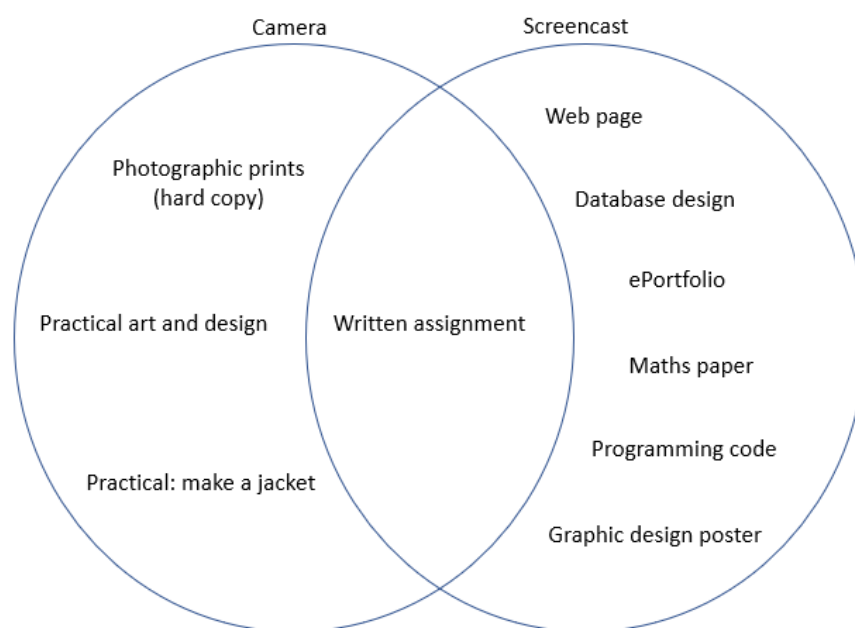 Camera
Screencast
Web page
Photographic prints
(hard copy)
Database design
ePortfolio
Practical art and design
Written assignment
Maths paper
Programming code
Practical: make a jacket
Graphic design poster